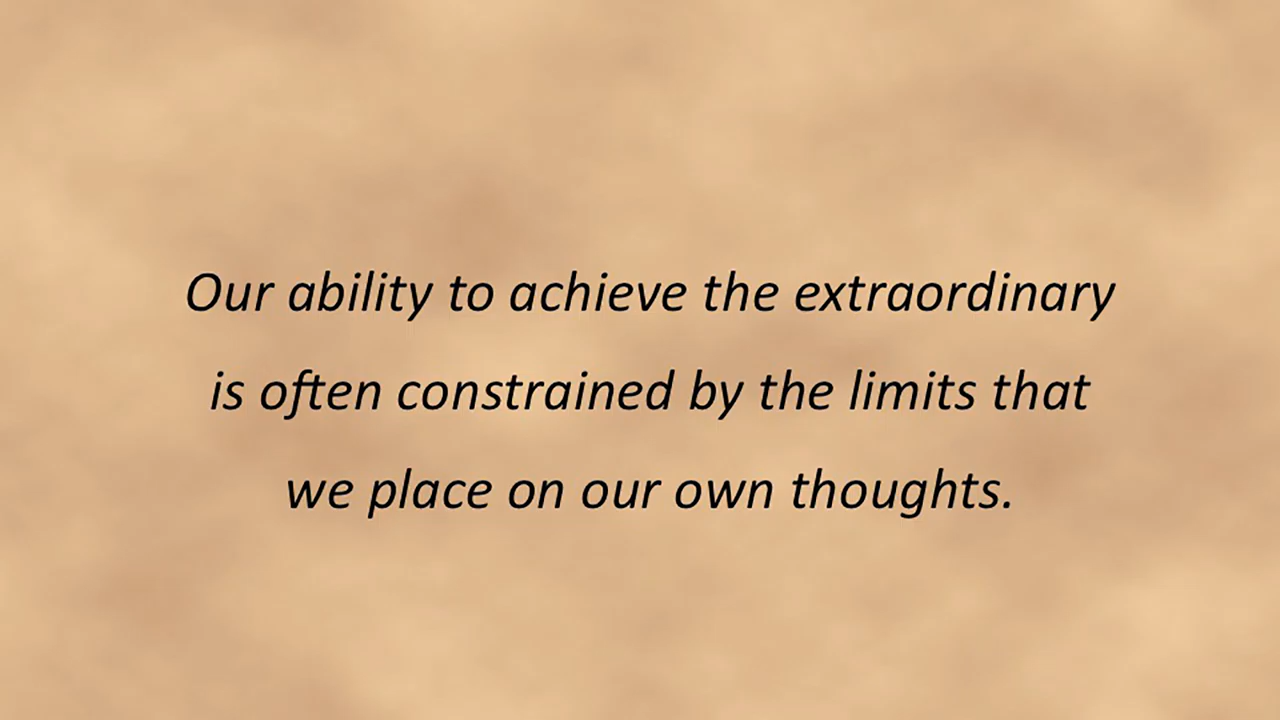 Our ability to achieve the extraordinary
is often constrained by the limits that
we place on our own thoughts.